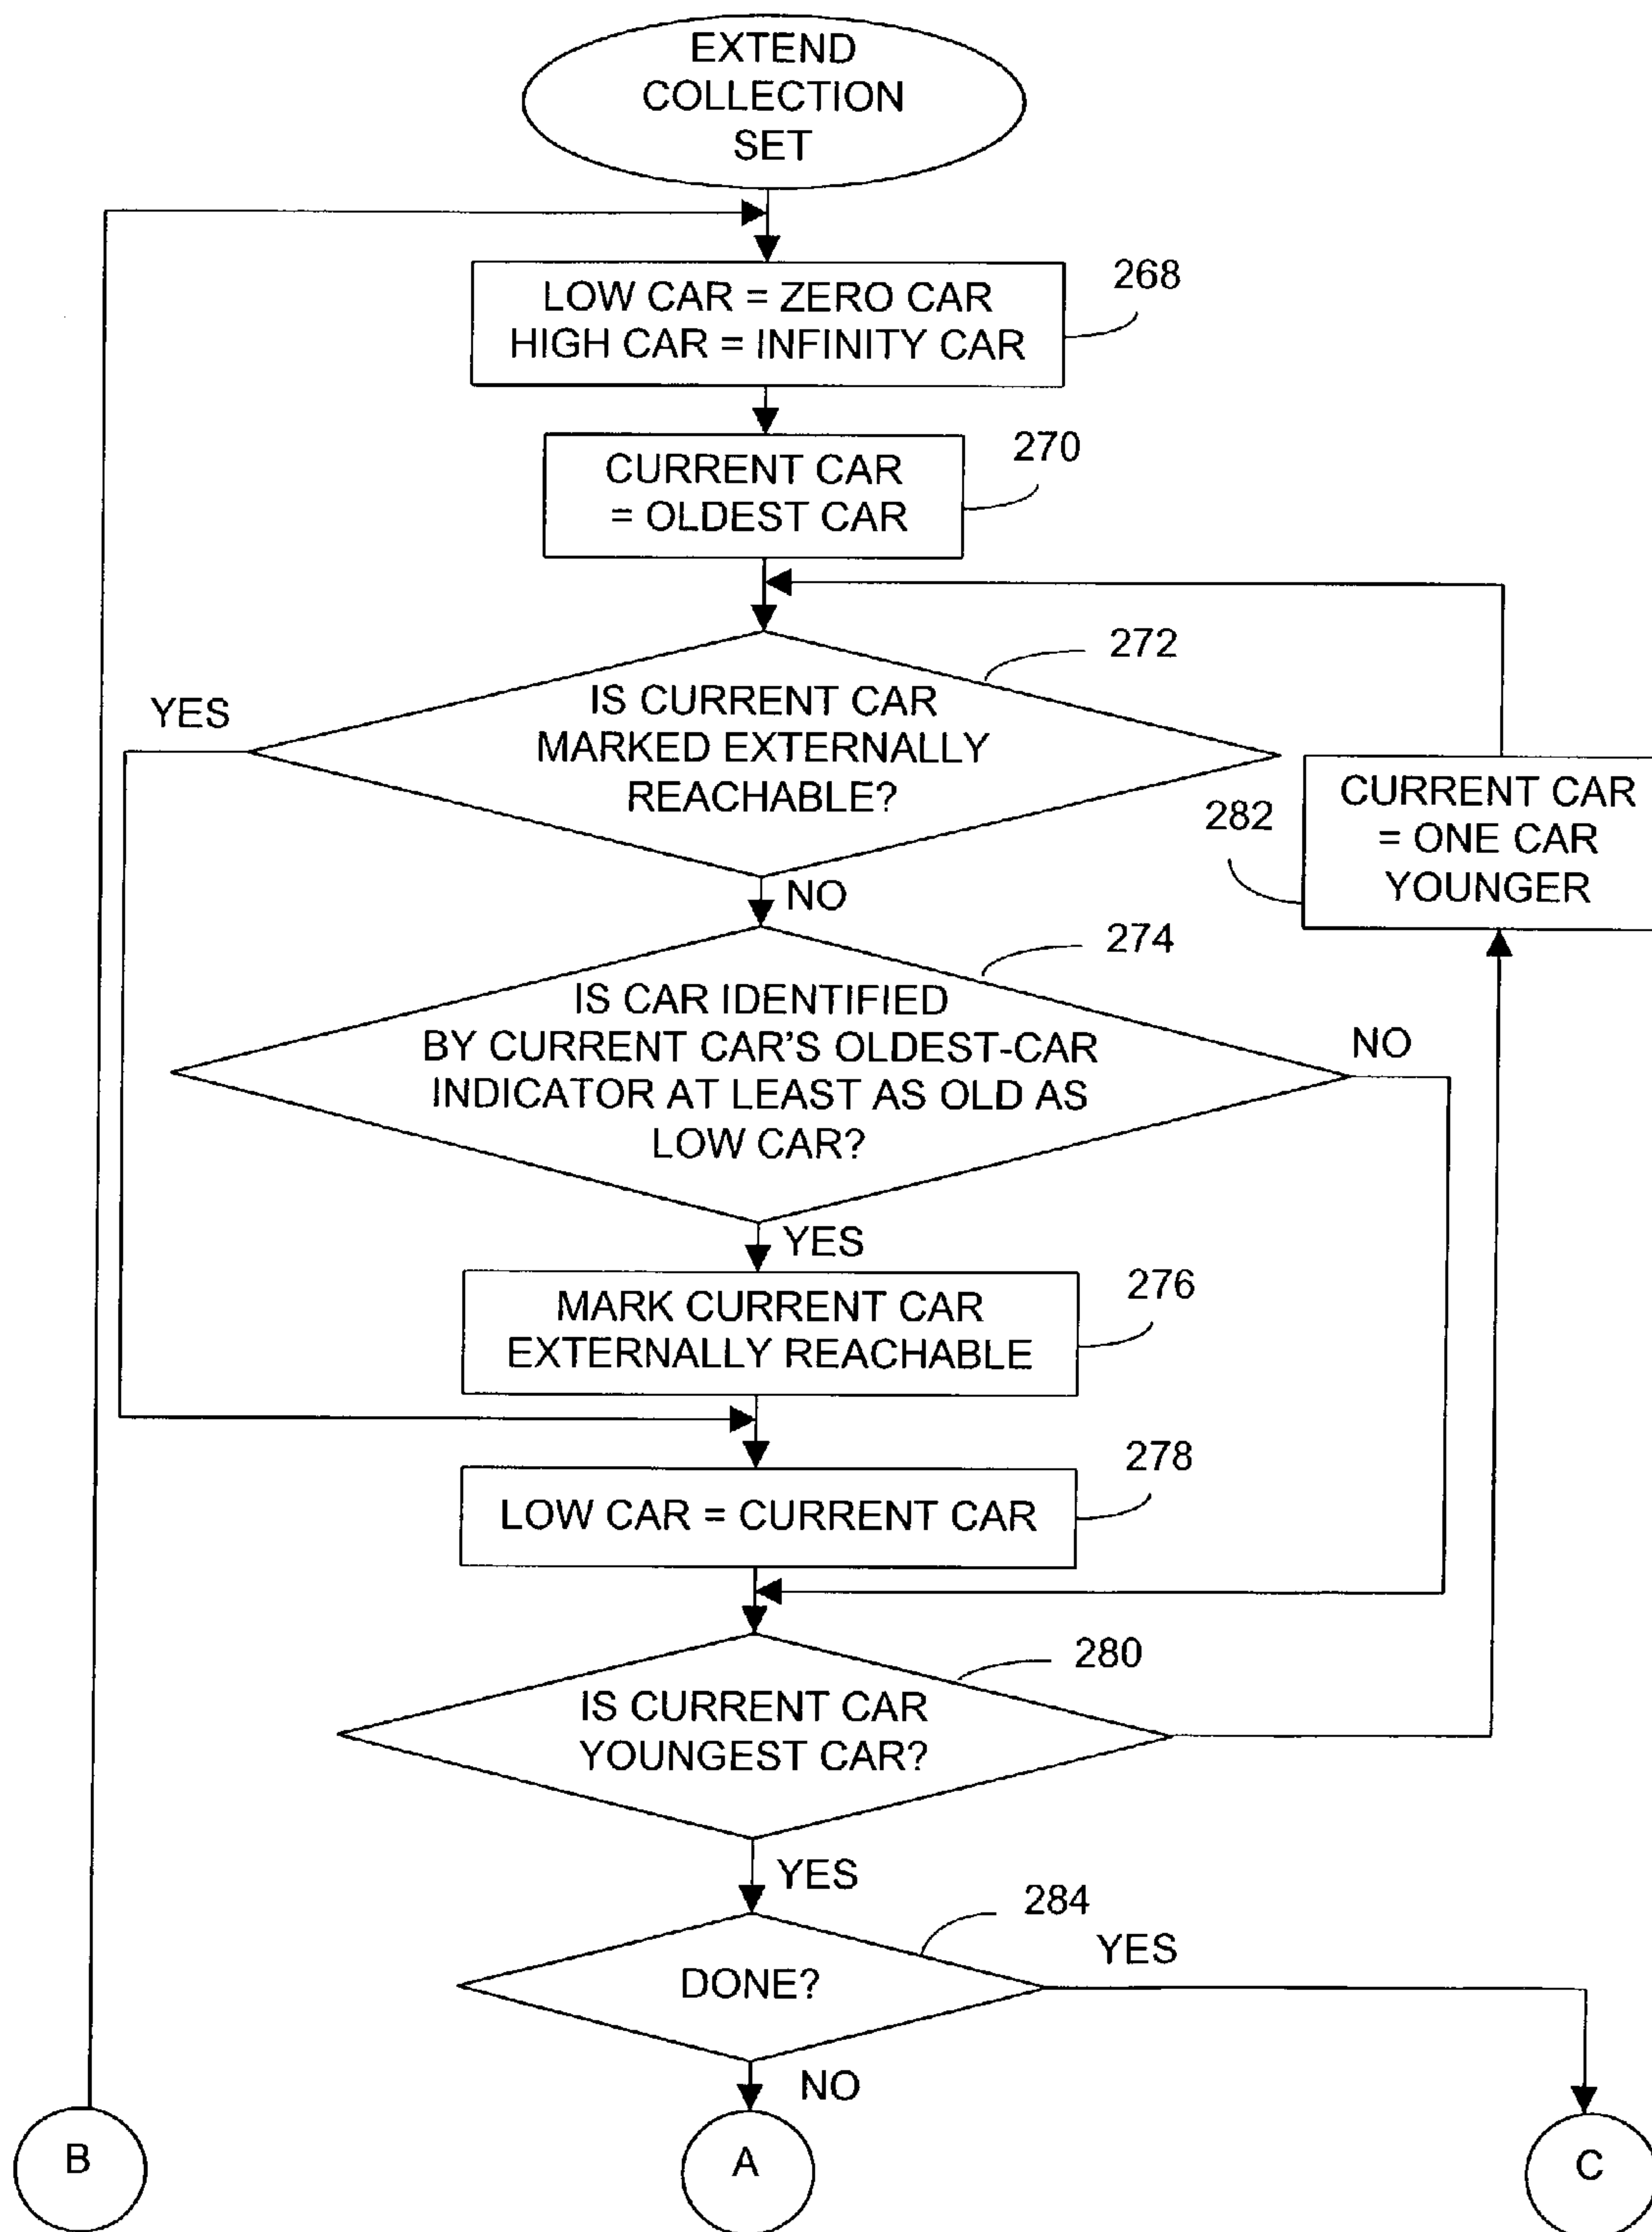 EXTEND
COLLECTION
SET
LOW CAR = ZERO CAR
HIGH CAR = INFINITY CAR
268
CURRENT CAR
= OLDEST CAR
270
IS CURRENT CAR
MARKED EXTERNALLY
REACHABLE?
272
YES
NO
CURRENT CAR
= ONE CAR
YOUNGER
282
IS CAR IDENTIFIED
BY CURRENT CAR'S OLDEST-CAR
INDICATOR AT LEAST AS OLD AS
LOW CAR?
274
NO
YES
MARK CURRENT CAR
EXTERNALLY REACHABLE
276
LOW CAR = CURRENT CAR
278
IS CURRENT CAR
YOUNGEST CAR?
280
YES
DONE?
284
YES
NO
B
A
C